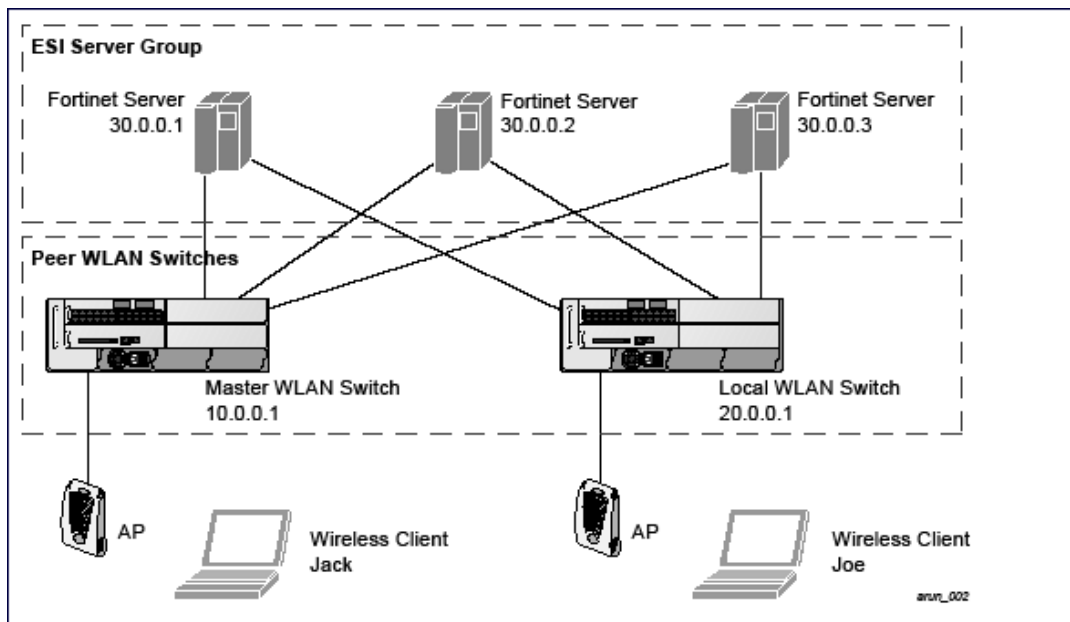 ESI Server Group
Fortinet Server
30.0.0.1
Fortinet Server
30.0.0.2
Fortinet Server
30.0.0.3
Peer WLAN Switches
Master WLAN Switch
10.0.0.1
Local WLAN Switch
20.0.0.1
AP
Wireless Client
Jack
AP
Wireless Client
Joe
arun_002